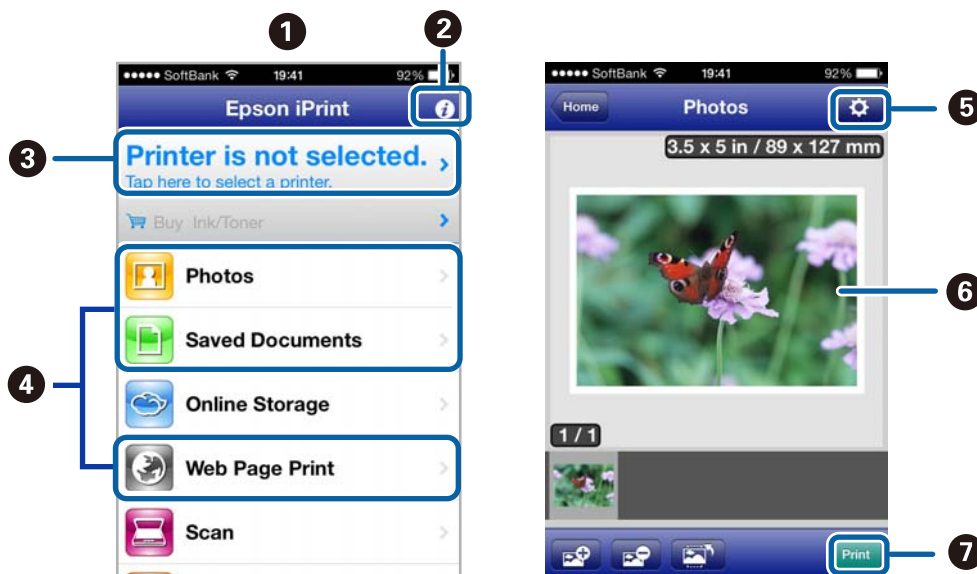 1
2
●●●●● SoftBank 19:41 92%
Epson iPrint
3
Printer is not selected.
Tap here to select a printer.
Buy Ink/Toner
4
Photos
Saved Documents
Online Storage
Web Page Print
Scan
●●●●● SoftBank 19:41 92%
Home Photos
5
3.5 x 5 in / 89 x 127 mm
6
1 / 1
Print
7